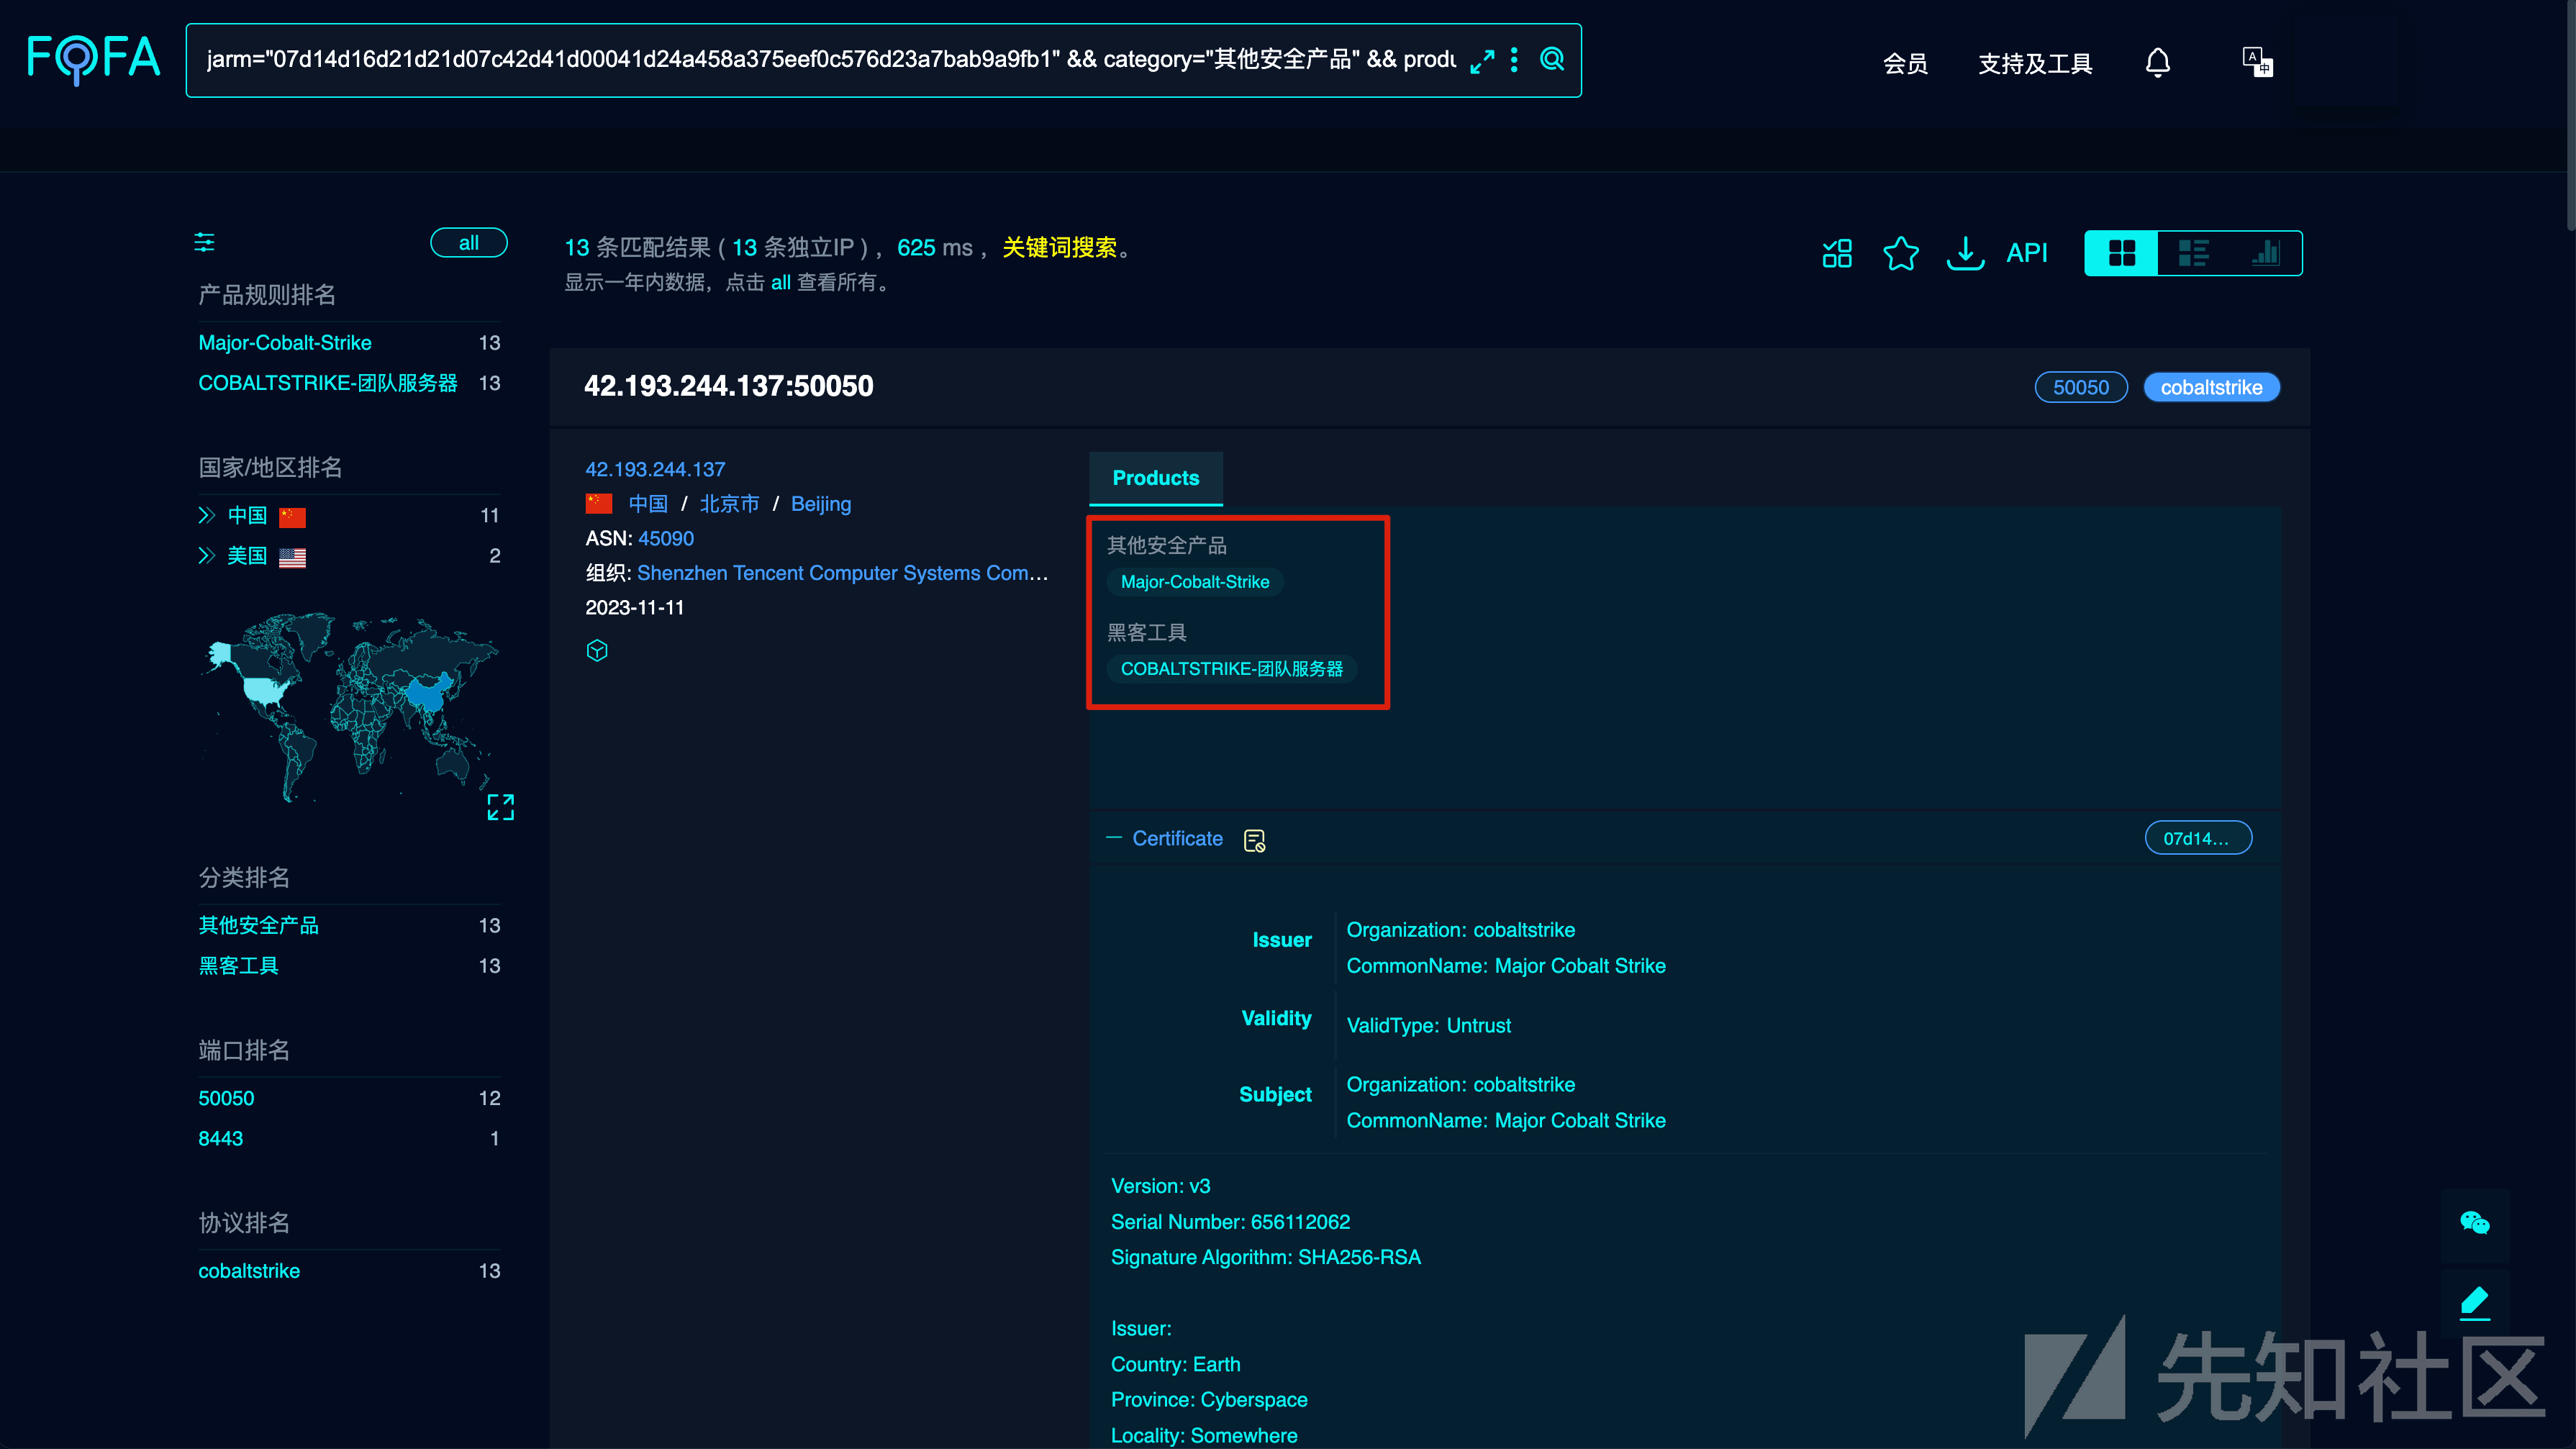 FOFA
jarm="07d14d16d21d21d07c42d41d00041d24a458a375eef0c576d23a7bab9a9fb1" && category="其他安全产品" && produ
会员
支持及工具
all
产品规则排名
Major-Cobalt-Strike 13
COBALTSTRIKE-团队服务器 13
国家/地区排名
中国 11
美国 2
分类排名
其他安全产品 13
黑客工具 13
端口排名
50050 12
8443 1
协议排名
cobaltstrike 13
13 条匹配结果 ( 13 条独立IP ) ，625 ms ，关键词搜索。
显示一年内数据，点击 all 查看所有。
API
42.193.244.137:50050
50050
cobaltstrike
42.193.244.137
中国 / 北京市 / Beijing
ASN: 45090
组织: Shenzhen Tencent Computer Systems Com...
2023-11-11
Products
其他安全产品
Major-Cobalt-Strike
黑客工具
COBALTSTRIKE-团队服务器
Certificate
07d14...
Issuer
Organization: cobaltstrike
CommonName: Major Cobalt Strike
Validity
ValidType: Untrust
Subject
Organization: cobaltstrike
CommonName: Major Cobalt Strike
Version: v3
Serial Number: 656112062
Signature Algorithm: SHA256-RSA
Issuer:
Country: Earth
Province: Cyberspace
Locality: Somewhere
先知社区